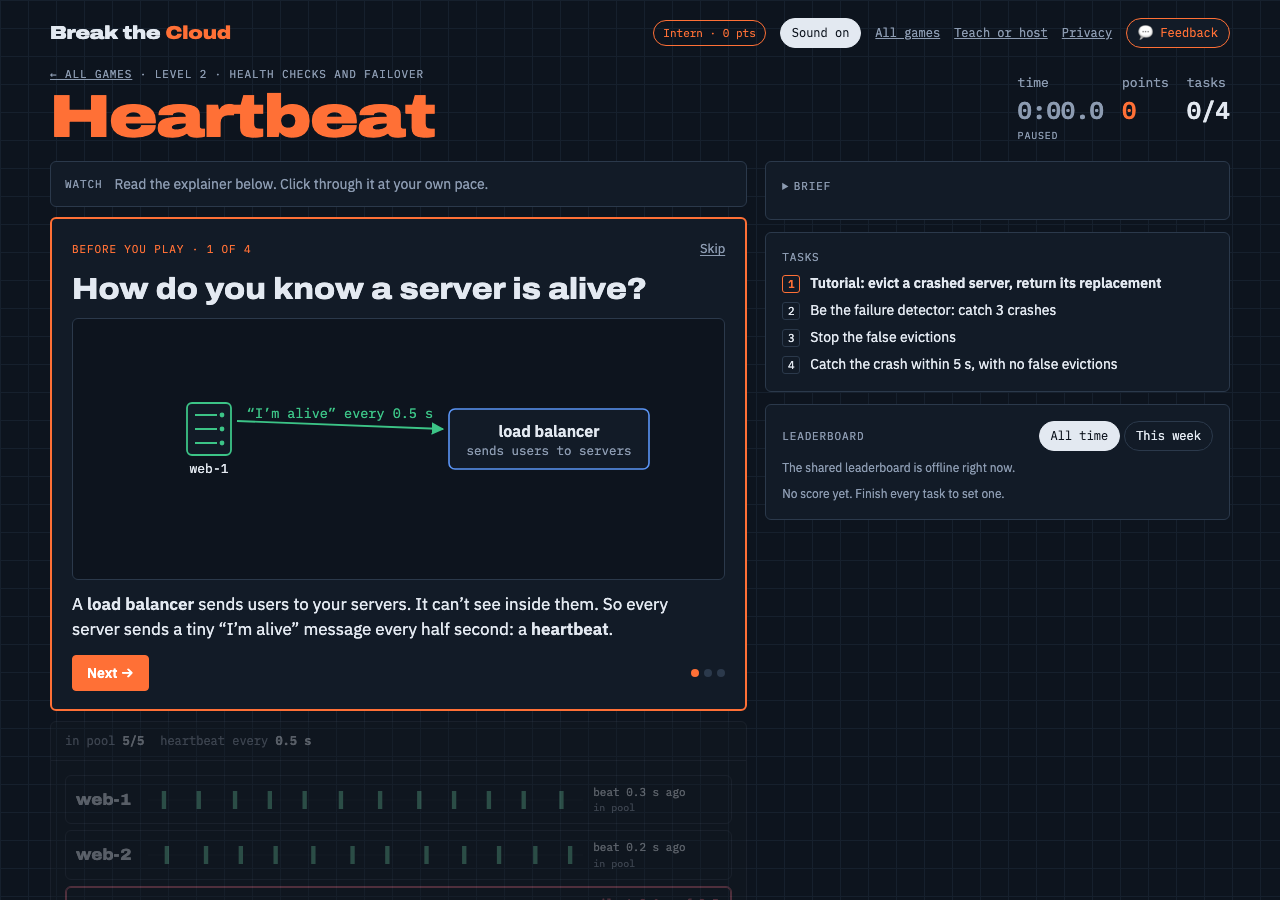 Break the Cloud
Intern · 0 pts
Sound on
All games
Teach or host
Privacy
💬 Feedback
← ALL GAMES · LEVEL 2 · HEALTH CHECKS AND FAILOVER
Heartbeat
time
0:00.0
PAUSED
points
0
tasks
0/4
WATCH Read the explainer below. Click through it at your own pace.
BEFORE YOU PLAY · 1 OF 4
Skip
How do you know a server is alive?
“I’m alive” every 0.5 s
web-1
load balancer
sends users to servers
A load balancer sends users to your servers. It can’t see inside them. So every
server sends a tiny “I’m alive” message every half second: a heartbeat.
Next →
in pool 5/5 heartbeat every 0.5 s
web-1
beat 0.3 s ago
in pool
web-2
beat 0.2 s ago
in pool
▶ BRIEF
TASKS
1 Tutorial: evict a crashed server, return its replacement
2 Be the failure detector: catch 3 crashes
3 Stop the false evictions
4 Catch the crash within 5 s, with no false evictions
LEADERBOARD
All time
This week
The shared leaderboard is offline right now.
No score yet. Finish every task to set one.